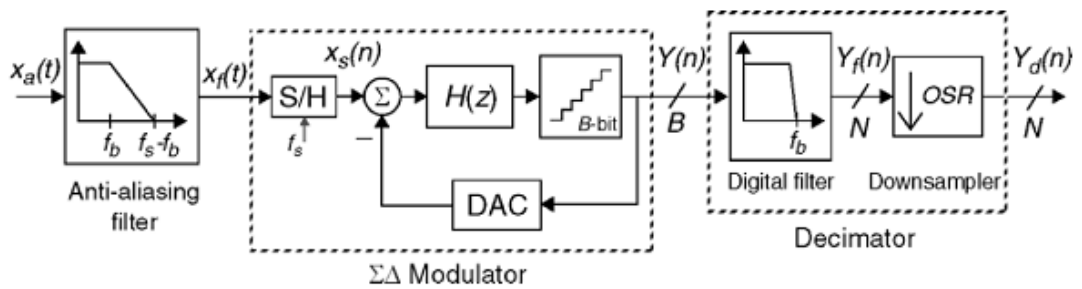 x_a(t)
f_b
f_s-f_b
Anti-aliasing
filter
x_f(t)
S/H
f_s
x_s(n)
Σ
−
H(z)
B-bit
DAC
ΣΔ Modulator
Y(n)
B
f_b
Digital filter
Y_f(n)
N
OSR
Downsampler
Y_d(n)
N
Decimator